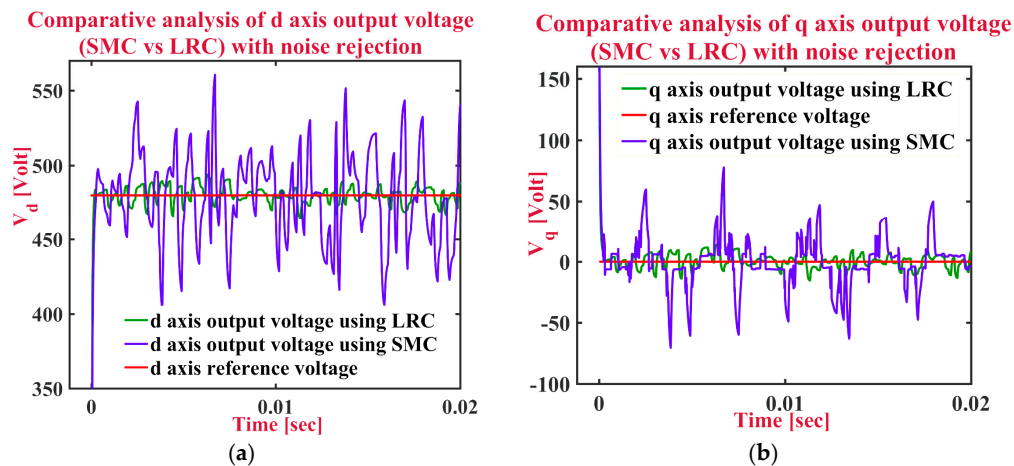 Comparative analysis of d axis output voltage
(SMC vs LRC) with noise rejection
550
500
450
400
350
V_d [Volt]
d axis output voltage using LRC
d axis output voltage using SMC
d axis reference voltage
0
0.01
0.02
Time [sec]
(a)
Comparative analysis of q axis output voltage
(SMC vs LRC) with noise rejection
150
100
50
0
-50
-100
V_q [Volt]
q axis output voltage using LRC
q axis reference voltage
q axis output voltage using SMC
0
0.01
0.02
Time [sec]
(b)